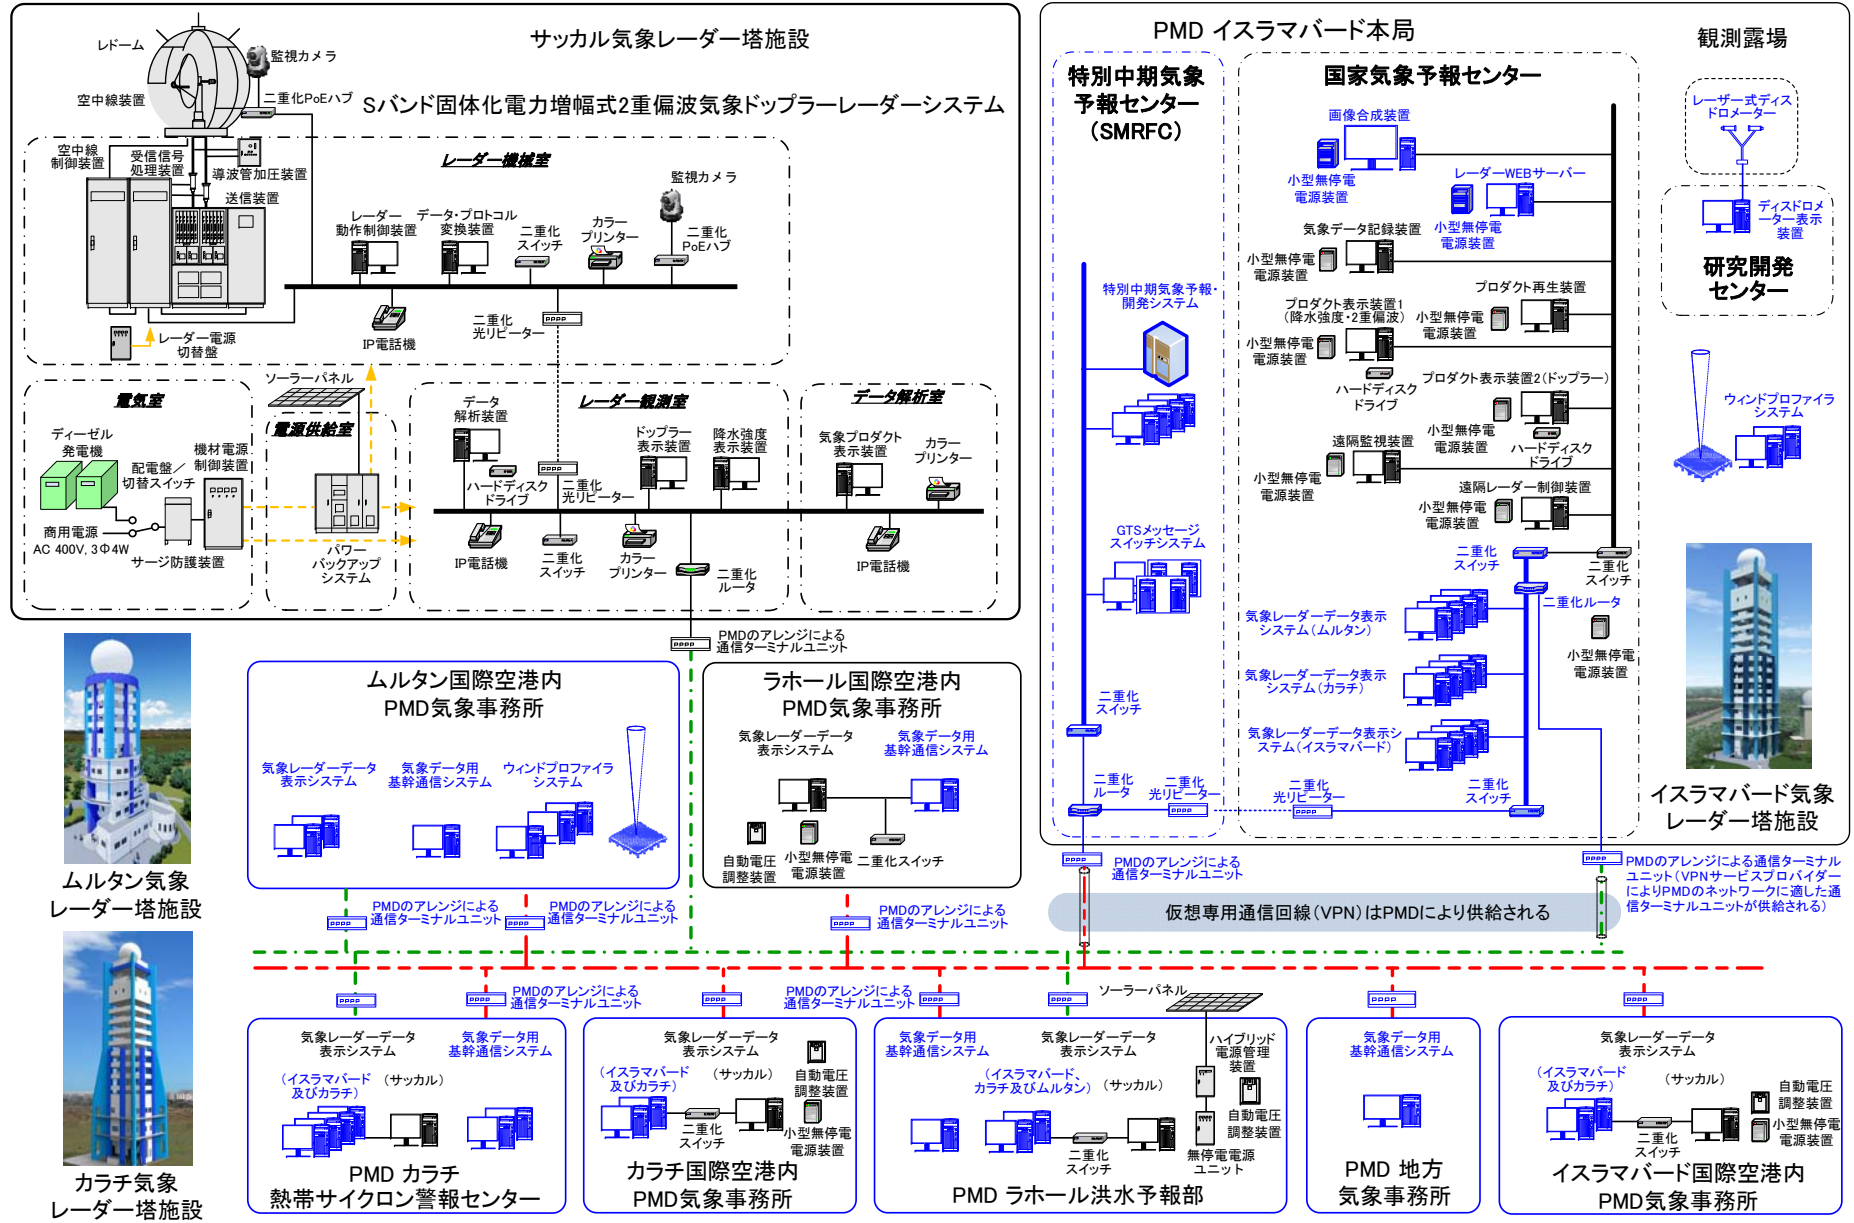 サッカル気象レーダー塔施設
レドーム
監視カメラ
空中線装置
二重化PoEハブ
Sバンド固体化電力増幅式2重偏波気象ドップラーレーダーシステム
レーダー機械室
空中線
制御装置
受信信号
処理装置
導波管加圧装置
送信装置
レーダー
動作制御装置
データ・プロトコル
変換装置
二重化
スイッチ
カラー
プリンター
監視カメラ
二重化
PoEハブ
IP電話機
二重化
光リピーター
レーダー電源
切替盤
電気室
ディーゼル
発電機
配電盤／
切替スイッチ
機材電源
制御装置
商用電源
AC 400V, 3Φ4W
サージ防護装置
ソーラーパネル
電源供給室
パワー
バックアップ
システム
レーダー観測室
データ
解析装置
ハードディスク
ドライブ
二重化
光リピーター
ドップラー
表示装置
降水強度
表示装置
IP電話機
二重化
スイッチ
カラー
プリンター
二重化
ルータ
データ解析室
気象プロダクト
表示装置
カラー
プリンター
IP電話機
PMDのアレンジによる
通信ターミナルユニット
PMD イスラマバード本局
特別中期気象
予報センター
(SMRFC)
特別中期気象予報・
開発システム
GTSメッセージ
スイッチシステム
二重化
スイッチ
二重化
ルータ
二重化
光リピーター
国家気象予報センター
画像合成装置
小型無停電
電源装置
レーダーWEBサーバー
小型無停電
電源装置
気象データ記録装置
小型無停電
電源装置
プロダクト再生装置
小型無停電
電源装置
プロダクト表示装置1
(降水強度・2重偏波)
小型無停電
電源装置
ハードディスク
ドライブ
プロダクト表示装置2(ドップラー)
小型無停電
電源装置
ハードディスク
ドライブ
遠隔監視装置
小型無停電
電源装置
遠隔レーダー制御装置
小型無停電
電源装置
二重化
スイッチ
二重化
スイッチ
二重化ルータ
小型無停電
電源装置
気象レーダーデータ表示
システム(ムルタン)
気象レーダーデータ表示
システム(カラチ)
気象レーダーデータ表示シ
ステム(イスラマバード)
二重化
光リピーター
二重化
スイッチ
観測露場
レーザー式ディス
ドロメーター
ディスドロメ
ーター表示
装置
研究開発
センター
ウィンドプロファイラ
システム
イスラマバード気象
レーダー塔施設
ムルタン気象
レーダー塔施設
カラチ気象
レーダー塔施設
ムルタン国際空港内
PMD気象事務所
気象レーダーデータ
表示システム
気象データ用
基幹通信システム
ウィンドプロファイラ
システム
ラホール国際空港内
PMD気象事務所
気象レーダーデータ
表示システム
気象データ用
基幹通信システム
自動電圧
調整装置
小型無停電
電源装置
二重化スイッチ
PMDのアレンジによる
通信ターミナルユニット
PMDのアレンジによる
通信ターミナルユニット
PMDのアレンジによる
通信ターミナルユニット
PMDのアレンジによる
通信ターミナルユニット
PMDのアレンジによる通信ターミナル
ユニット(VPNサービスプロバイダー
によりPMDのネットワークに適した通
信ターミナルユニットが供給される)
仮想専用通信回線(VPN)はPMDにより供給される
PMDのアレンジによる
通信ターミナルユニット
PMDのアレンジによる
通信ターミナルユニット
気象レーダーデータ
表示システム
気象データ用
基幹通信システム
(イスラマバード
及びカラチ)
(サッカル)
PMD カラチ
熱帯サイクロン警報センター
気象レーダーデータ
表示システム
(イスラマバード
及びカラチ)
(サッカル)
自動電圧
調整装置
小型無停電
電源装置
二重化
スイッチ
カラチ国際空港内
PMD気象事務所
ソーラーパネル
気象データ用
基幹通信システム
気象レーダーデータ
表示システム
(イスラマバード、
カラチ及びムルタン)
(サッカル)
ハイブリッド
電源管理
装置
自動電圧
調整装置
二重化
スイッチ
無停電電源
ユニット
PMD ラホール洪水予報部
気象データ用
基幹通信システム
PMD 地方
気象事務所
気象レーダーデータ
表示システム
(イスラマバード
及びカラチ)
(サッカル)
自動電圧
調整装置
小型無停電
電源装置
二重化
スイッチ
イスラマバード国際空港内
PMD気象事務所